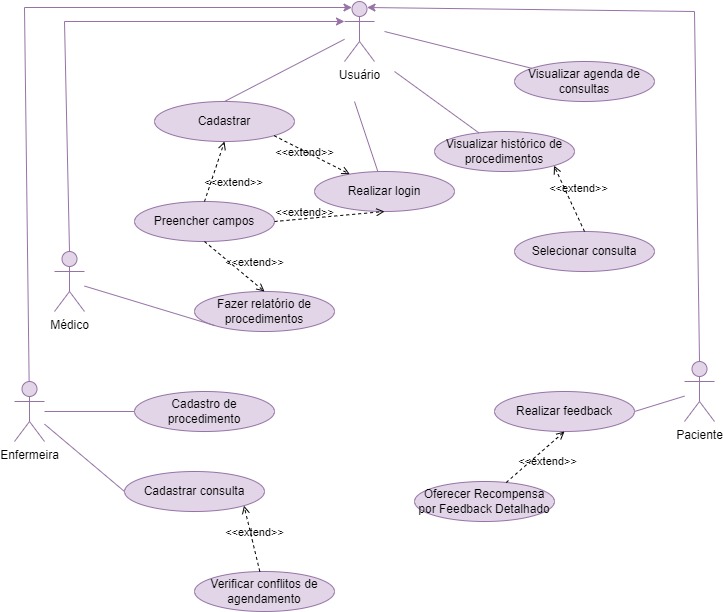 Usuário
Visualizar agenda de
consultas
Cadastrar
<<extend>>
Visualizar histórico de
procedimentos
<<extend>>
Realizar login
<<extend>>
Preencher campos
<<extend>>
Selecionar consulta
<<extend>>
Fazer relatório de
procedimentos
Médico
Cadastro de
procedimento
Realizar feedback
Paciente
Enfermeira
<<extend>>
Cadastrar consulta
Oferecer Recompensa
por Feedback Detalhado
<<extend>>
Verificar conflitos de
agendamento